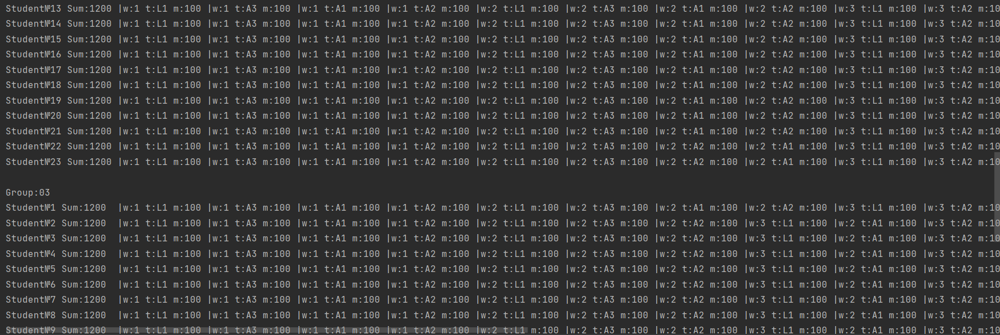 Student№13 Sum:1200 |w:1 t:L1 m:100 |w:1 t:A3 m:100 |w:1 t:A1 m:100 |w:1 t:A2 m:100 |w:2 t:L1 m:100 |w:2 t:A3 m:100 |w:2 t:A1 m:100 |w:2 t:A2 m:100 |w:3 t:L1 m:100 |w:3 t:A2 m:10
Student№14 Sum:1200 |w:1 t:L1 m:100 |w:1 t:A3 m:100 |w:1 t:A1 m:100 |w:1 t:A2 m:100 |w:2 t:L1 m:100 |w:2 t:A3 m:100 |w:2 t:A1 m:100 |w:2 t:A2 m:100 |w:3 t:L1 m:100 |w:3 t:A2 m:10
Student№15 Sum:1200 |w:1 t:L1 m:100 |w:1 t:A3 m:100 |w:1 t:A1 m:100 |w:1 t:A2 m:100 |w:2 t:L1 m:100 |w:2 t:A3 m:100 |w:2 t:A1 m:100 |w:2 t:A2 m:100 |w:3 t:L1 m:100 |w:3 t:A2 m:10
Student№16 Sum:1200 |w:1 t:L1 m:100 |w:1 t:A3 m:100 |w:1 t:A1 m:100 |w:1 t:A2 m:100 |w:2 t:L1 m:100 |w:2 t:A3 m:100 |w:2 t:A1 m:100 |w:2 t:A2 m:100 |w:3 t:L1 m:100 |w:3 t:A2 m:10
Student№17 Sum:1200 |w:1 t:L1 m:100 |w:1 t:A3 m:100 |w:1 t:A1 m:100 |w:1 t:A2 m:100 |w:2 t:L1 m:100 |w:2 t:A3 m:100 |w:2 t:A1 m:100 |w:2 t:A2 m:100 |w:3 t:L1 m:100 |w:3 t:A2 m:10
Student№18 Sum:1200 |w:1 t:L1 m:100 |w:1 t:A3 m:100 |w:1 t:A1 m:100 |w:1 t:A2 m:100 |w:2 t:L1 m:100 |w:2 t:A3 m:100 |w:2 t:A1 m:100 |w:2 t:A2 m:100 |w:3 t:L1 m:100 |w:3 t:A2 m:10
Student№19 Sum:1200 |w:1 t:L1 m:100 |w:1 t:A3 m:100 |w:1 t:A1 m:100 |w:1 t:A2 m:100 |w:2 t:L1 m:100 |w:2 t:A3 m:100 |w:2 t:A1 m:100 |w:2 t:A2 m:100 |w:3 t:L1 m:100 |w:3 t:A2 m:10
Student№20 Sum:1200 |w:1 t:L1 m:100 |w:1 t:A3 m:100 |w:1 t:A1 m:100 |w:1 t:A2 m:100 |w:2 t:L1 m:100 |w:2 t:A3 m:100 |w:2 t:A1 m:100 |w:2 t:A2 m:100 |w:3 t:L1 m:100 |w:3 t:A2 m:10
Student№21 Sum:1200 |w:1 t:L1 m:100 |w:1 t:A3 m:100 |w:1 t:A1 m:100 |w:1 t:A2 m:100 |w:2 t:L1 m:100 |w:2 t:A3 m:100 |w:2 t:A1 m:100 |w:2 t:A2 m:100 |w:3 t:L1 m:100 |w:3 t:A2 m:10
Student№22 Sum:1200 |w:1 t:L1 m:100 |w:1 t:A3 m:100 |w:1 t:A1 m:100 |w:1 t:A2 m:100 |w:2 t:L1 m:100 |w:2 t:A3 m:100 |w:2 t:A2 m:100 |w:2 t:A1 m:100 |w:3 t:L1 m:100 |w:3 t:A2 m:10
Student№23 Sum:1200 |w:1 t:L1 m:100 |w:1 t:A3 m:100 |w:1 t:A1 m:100 |w:1 t:A2 m:100 |w:2 t:L1 m:100 |w:2 t:A3 m:100 |w:2 t:A2 m:100 |w:2 t:A1 m:100 |w:3 t:L1 m:100 |w:3 t:A2 m:10
Group:03
Student№1 Sum:1200 |w:1 t:L1 m:100 |w:1 t:A3 m:100 |w:1 t:A1 m:100 |w:1 t:A2 m:100 |w:2 t:L1 m:100 |w:2 t:A3 m:100 |w:2 t:A1 m:100 |w:2 t:A2 m:100 |w:3 t:L1 m:100 |w:3 t:A2 m:10
Student№2 Sum:1200 |w:1 t:L1 m:100 |w:1 t:A3 m:100 |w:1 t:A1 m:100 |w:1 t:A2 m:100 |w:2 t:L1 m:100 |w:2 t:A3 m:100 |w:2 t:A2 m:100 |w:3 t:L1 m:100 |w:2 t:A1 m:100 |w:3 t:A2 m:10
Student№3 Sum:1200 |w:1 t:L1 m:100 |w:1 t:A3 m:100 |w:1 t:A1 m:100 |w:1 t:A2 m:100 |w:2 t:L1 m:100 |w:2 t:A3 m:100 |w:2 t:A2 m:100 |w:3 t:L1 m:100 |w:2 t:A1 m:100 |w:3 t:A2 m:10
Student№4 Sum:1200 |w:1 t:L1 m:100 |w:1 t:A3 m:100 |w:1 t:A1 m:100 |w:1 t:A2 m:100 |w:2 t:L1 m:100 |w:2 t:A3 m:100 |w:2 t:A2 m:100 |w:3 t:L1 m:100 |w:2 t:A1 m:100 |w:3 t:A2 m:10
Student№5 Sum:1200 |w:1 t:L1 m:100 |w:1 t:A3 m:100 |w:1 t:A1 m:100 |w:1 t:A2 m:100 |w:2 t:L1 m:100 |w:2 t:A3 m:100 |w:2 t:A2 m:100 |w:3 t:L1 m:100 |w:2 t:A1 m:100 |w:3 t:A2 m:10
Student№6 Sum:1200 |w:1 t:L1 m:100 |w:1 t:A3 m:100 |w:1 t:A1 m:100 |w:1 t:A2 m:100 |w:2 t:L1 m:100 |w:2 t:A3 m:100 |w:2 t:A2 m:100 |w:3 t:L1 m:100 |w:2 t:A1 m:100 |w:3 t:A2 m:10
Student№7 Sum:1200 |w:1 t:L1 m:100 |w:1 t:A3 m:100 |w:1 t:A1 m:100 |w:1 t:A2 m:100 |w:2 t:L1 m:100 |w:2 t:A3 m:100 |w:2 t:A2 m:100 |w:3 t:L1 m:100 |w:2 t:A1 m:100 |w:3 t:A2 m:10
Student№8 Sum:1200 |w:1 t:L1 m:100 |w:1 t:A3 m:100 |w:1 t:A1 m:100 |w:1 t:A2 m:100 |w:2 t:L1 m:100 |w:2 t:A3 m:100 |w:2 t:A2 m:100 |w:3 t:L1 m:100 |w:2 t:A1 m:100 |w:3 t:A2 m:10
Student№9 Sum:1200 |w:1 t:L1 m:100 |w:1 t:A3 m:100 |w:1 t:A1 m:100 |w:1 t:A2 m:100 |w:2 t:L1 m:100 |w:2 t:A3 m:100 |w:2 t:A2 m:100 |w:3 t:L1 m:100 |w:2 t:A1 m:100 |w:3 t:A2 m:10